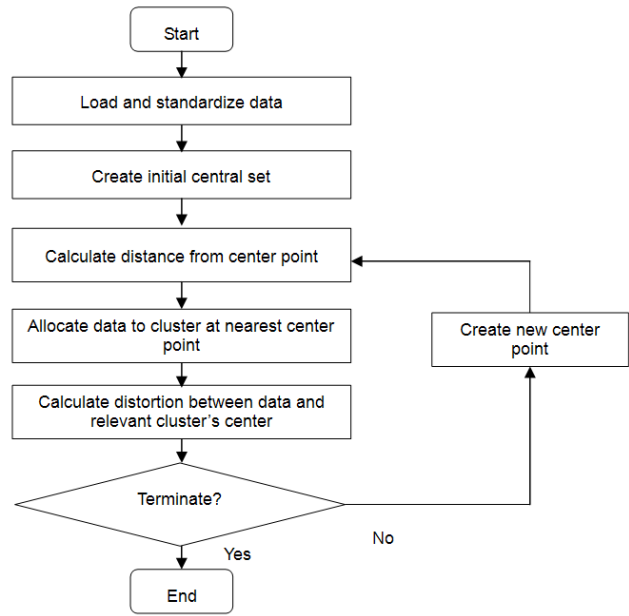 Start
Load and standardize data
Create initial central set
Calculate distance from center point
Allocate data to cluster at nearest center
point
Create new center
point
Calculate distortion between data and
relevant cluster’s center
Terminate?
No
Yes
End